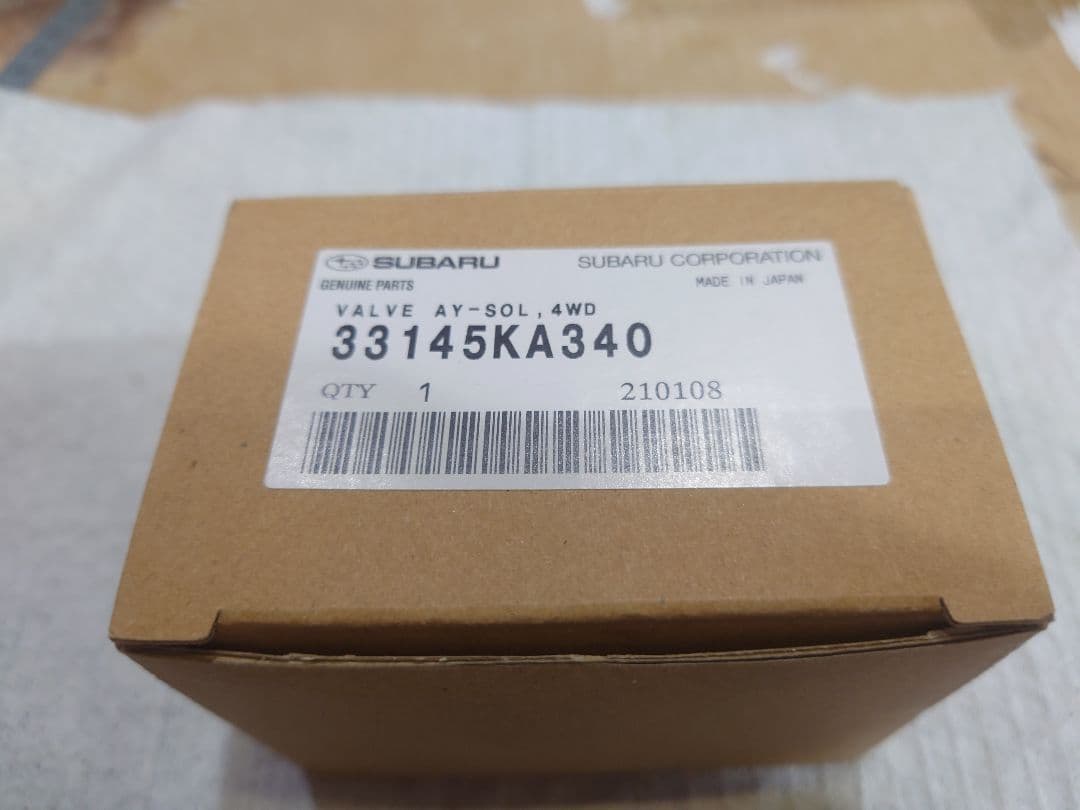 SUBARU SUBARU CORPORATION
GENUINE PARTS MADE IN JAPAN
VALVE AY-SOL, 4WD
33145KA340
QTY 1 210108